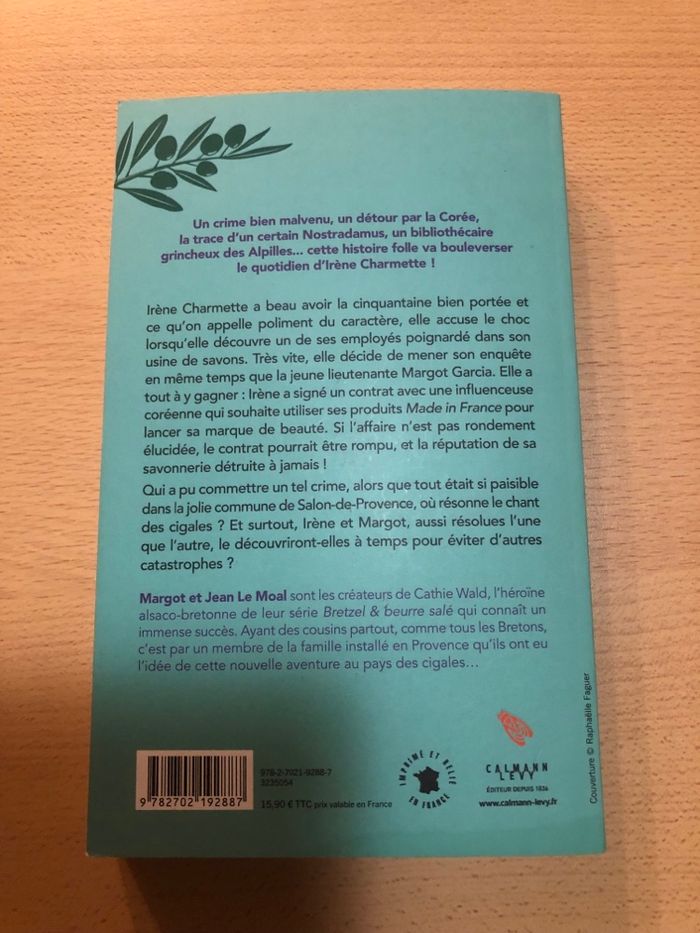 Un crime bien malvenu, un détour par la Corée,
la trace d'un certain Nostradamus, un bibliothécaire
grincheux des Alpilles... cette histoire folle va bouleverser
le quotidien d'Irène Charmette !
Irène Charmette a beau avoir la cinquantaine bien portée et
ce qu'on appelle poliment du caractère, elle accuse le choc
lorsqu'elle découvre un de ses employés poignardé dans son
usine de savons. Très vite, elle décide de mener son enquête
en même temps que la jeune lieutenante Margot Garcia. Elle a
tout à y gagner : Irène a signé un contrat avec une influenceuse
coréenne qui souhaite utiliser ses produits Made in France pour
lancer sa marque de beauté. Si l'affaire n'est pas rondement
élucidée, le contrat pourrait être rompu, et la réputation de sa
savonnerie détruite à jamais !
Qui a pu commettre un tel crime, alors que tout était si paisible
dans la jolie commune de Salon-de-Provence, où résonne le chant
des cigales ? Et surtout, Irène et Margot, aussi résolues l'une
que l'autre, le découvriront-elles à temps pour éviter d'autres
catastrophes ?
Margot et Jean Le Moal sont les créateurs de Cathie Wald, l'héroïne
alsaco-bretonne de leur série Bretzel & beurre salé qui connaît un
immense succès. Ayant des cousins partout, comme tous les Bretons,
c'est par un membre de la famille installé en Provence qu'ils ont eu
l'idée de cette nouvelle aventure au pays des cigales...
978-2-7021-9288-7
3235054
15,90 € TTC prix valable en France
9 782702 192887
IMPRIMÉ ET RELIÉ
EN FRANCE
CALMANN
LEVY
ÉDITEUR DEPUIS 1836
www.calmann-levy.fr
Couverture © Raphaëlle Faguer